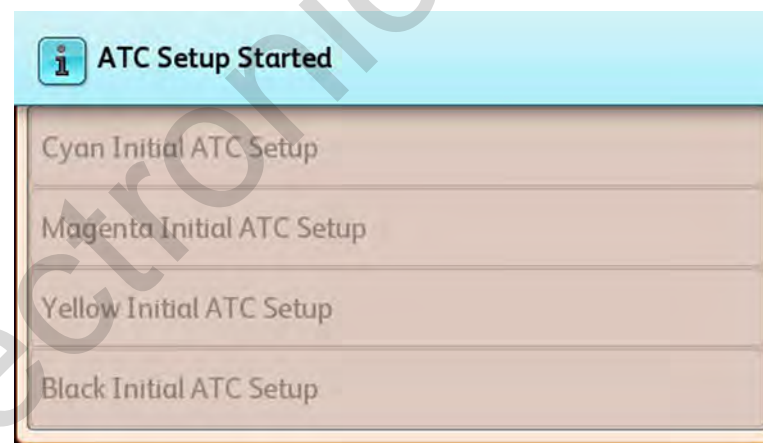 ATC Setup Started
Cyan Initial ATC Setup
Magenta Initial ATC Setup
Yellow Initial ATC Setup
Black Initial ATC Setup